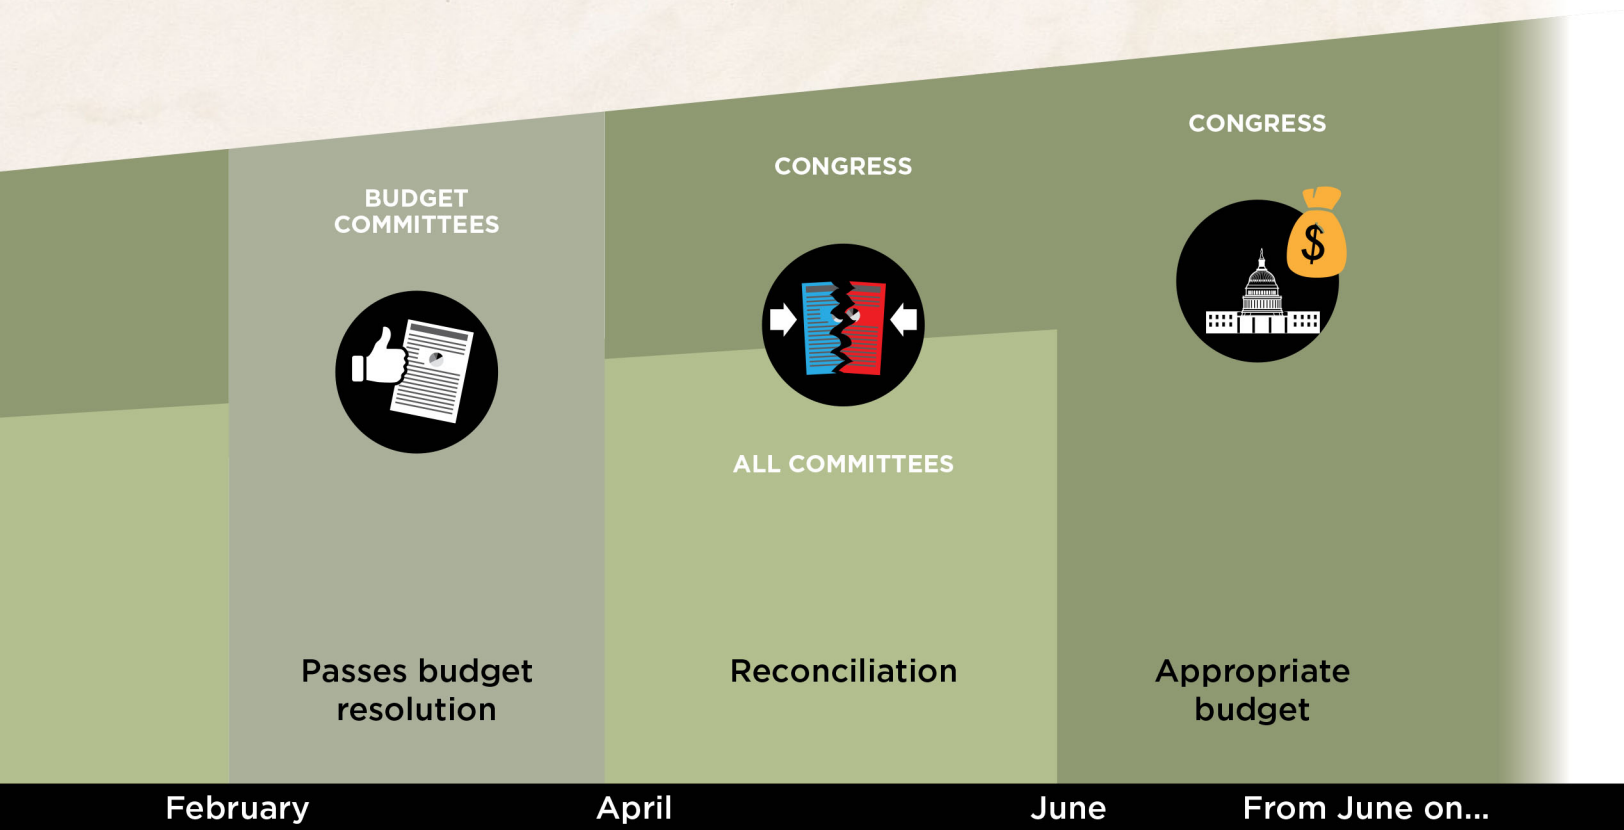 BUDGET
COMMITTEES
Passes budget
resolution
CONGRESS
ALL COMMITTEES
Reconciliation
CONGRESS
$
Appropriate
budget
February
April
June
From June on...